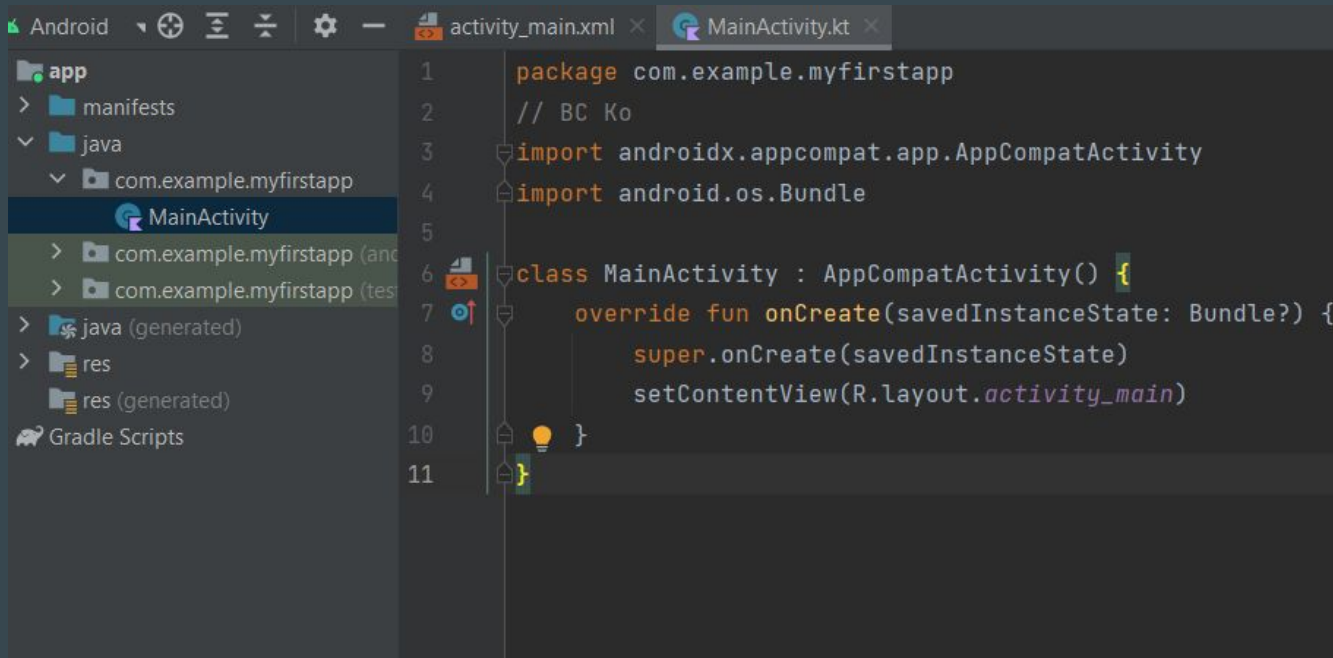 Android
activity_main.xml
MainActivity.kt
app
manifests
java
com.example.myfirstapp
MainActivity
com.example.myfirstapp (and
com.example.myfirstapp (test
java (generated)
res
res (generated)
Gradle Scripts
1 package com.example.myfirstapp
2 // BC Ko
3 import androidx.appcompat.app.AppCompatActivity
4 import android.os.Bundle
5
6 class MainActivity : AppCompatActivity() {
7 override fun onCreate(savedInstanceState: Bundle?) {
8 super.onCreate(savedInstanceState)
9 setContentView(R.layout.activity_main)
10 }
11 }